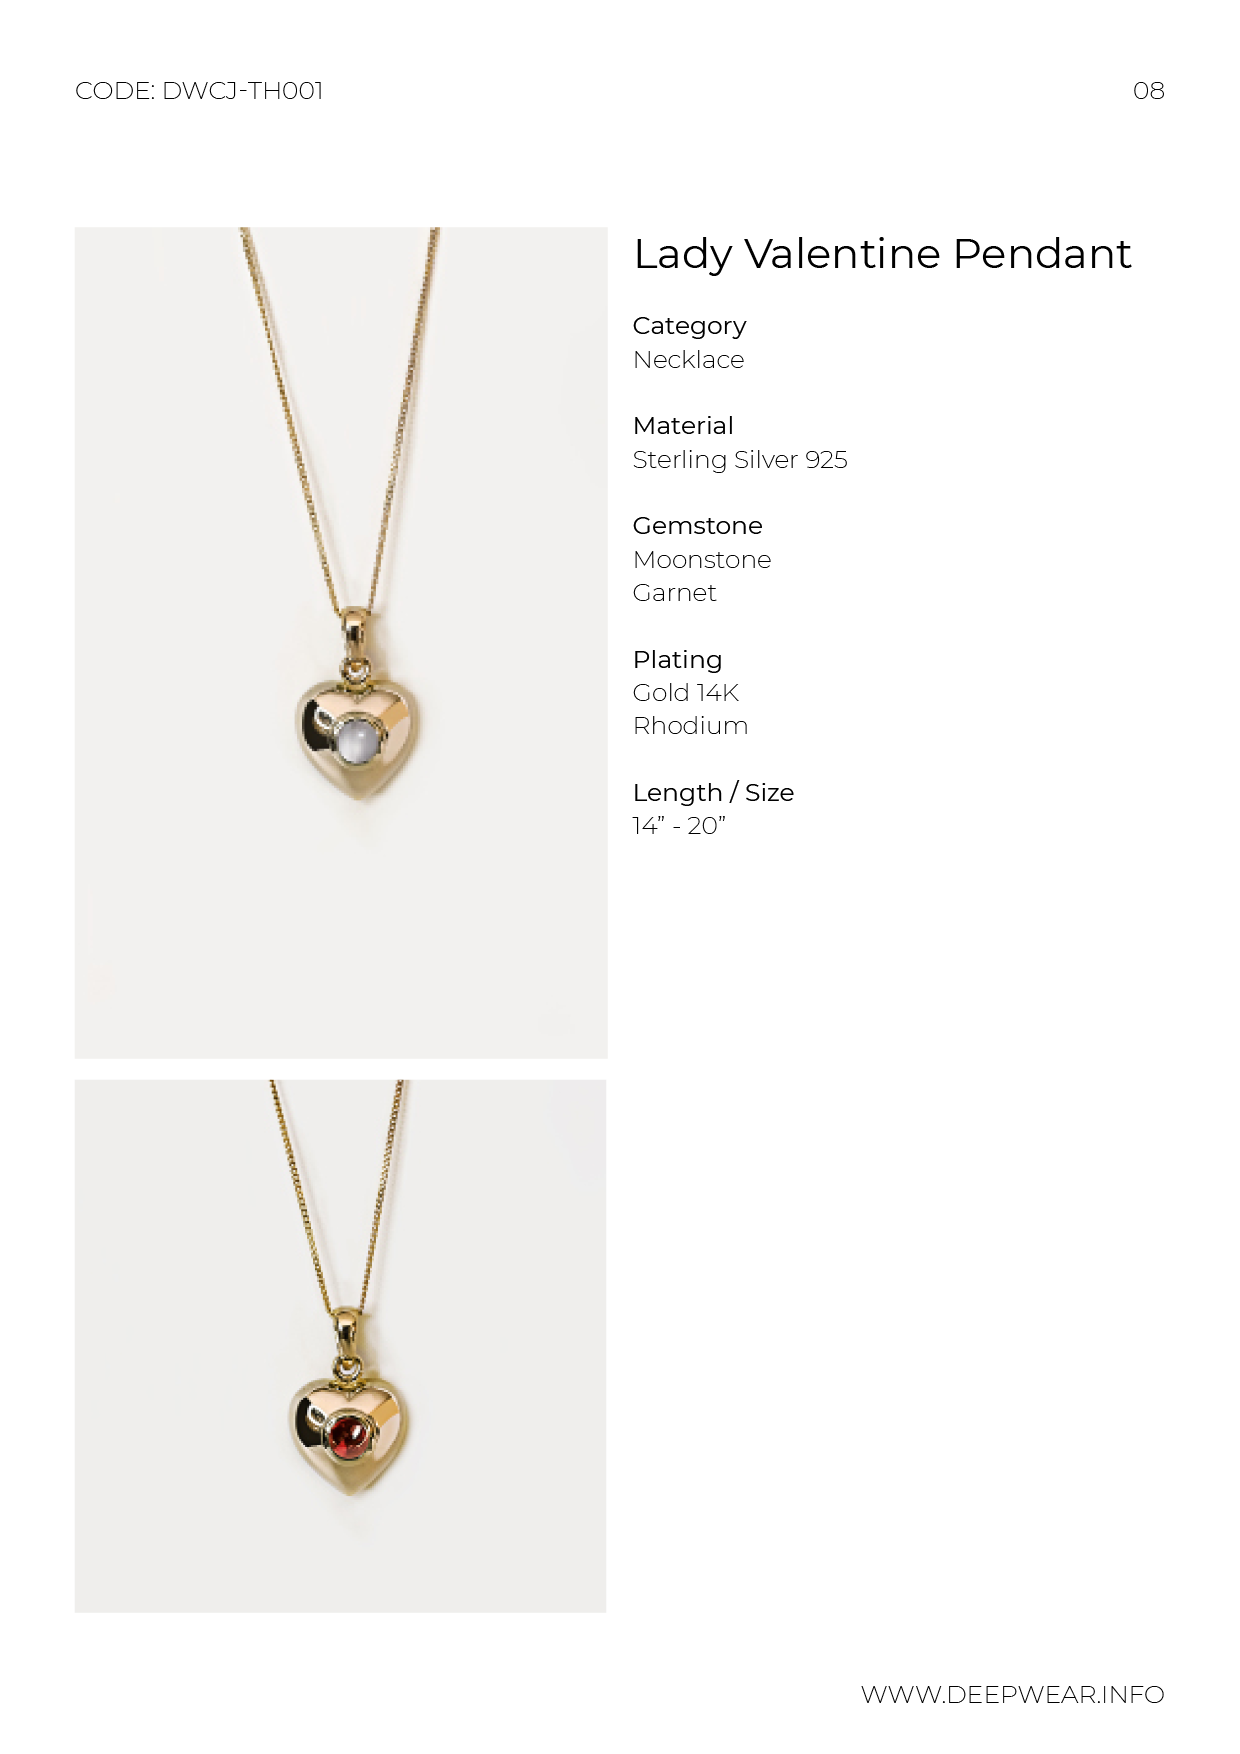 CODE: DWCJ-TH001
08
Lady Valentine Pendant
Category
Necklace
Material
Sterling Silver 925
Gemstone
Moonstone
Garnet
Plating
Gold 14K
Rhodium
Length / Size
14” - 20”
WWW.DEEPWEAR.INFO